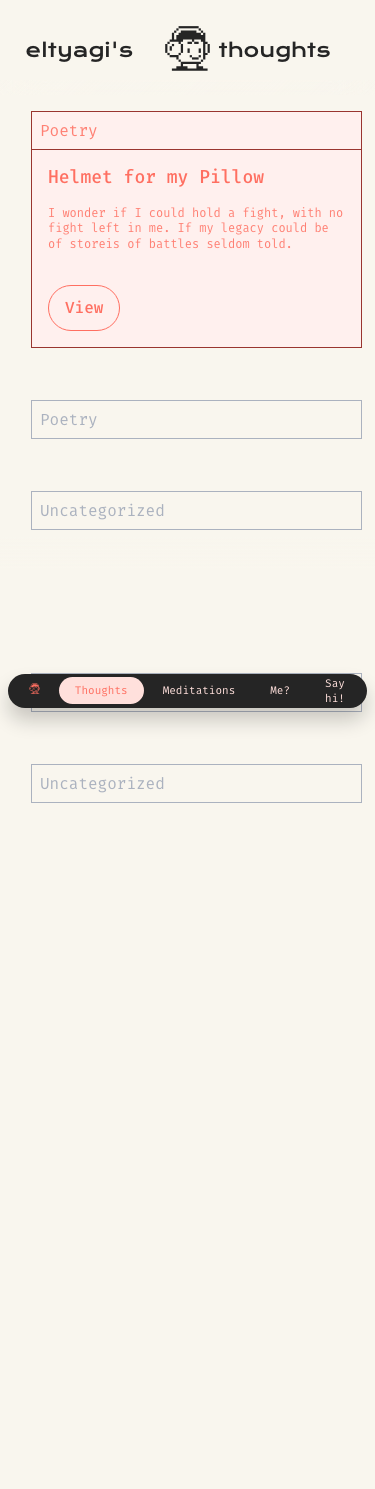 eltyagi's thoughts
Poetry
Helmet for my Pillow
I wonder if I could hold a fight, with no
fight left in me. If my legacy could be
of storeis of battles seldom told.
View
Poetry
Uncategorized
Thoughts Meditations Me? Say
hi!
Uncategorized